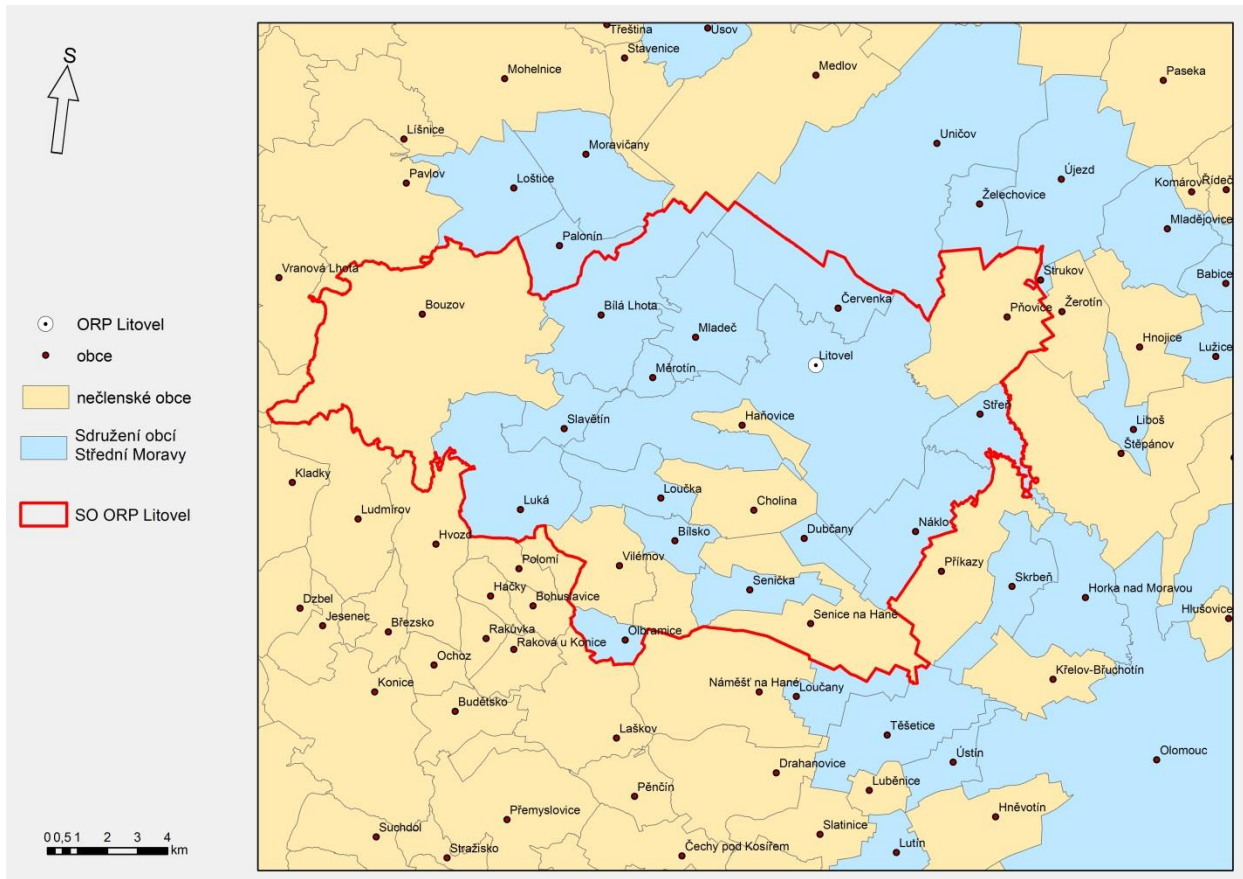 S
ORP Litovel
obce
nečlenské obce
Sdružení obcí
Střední Moravy
SO ORP Litovel
0 0,5 1 2 3 4
km
Třeština
Úsov
Stavenice
Mohelnice
Medlov
Paseka
Líšnice
Moravičany
Uničov
Pavlov
Loštice
Újezd
Komárov
Řídeč
Želechovice
Mladějovice
Palonín
Vranová Lhota
Strukov
Babice
Bouzov
Bílá Lhota
Červenka
Pňovice
Žerotín
Mladeč
Hnojice
Lužice
Litovel
Měrotín
Slavětín
Haňovice
Střeň
Liboš
Štěpánov
Kladky
Loučka
Luká
Cholina
Ludmírov
Hvozd
Bílsko
Dubčany
Náklo
Polomí
Vilémov
Příkazy
Skrbeň
Horka nad Moravou
Hačky
Senička
Dzbel
Bohuslavice
Hlušovice
Jesenec
Březsko
Rakůvka
Olbramice
Senice na Hané
Raková u Konice
Ochoz
Křelov-Břuchotín
Konice
Náměšť na Hané
Loučany
Budětsko
Laškov
Těšetice
Olomouc
Ústín
Drahanovice
Luběnice
Pěnčín
Hněvotín
Přemyslovice
Suchdol
Slatinice
Stražisko
Čechy pod Kosířem
Lutín